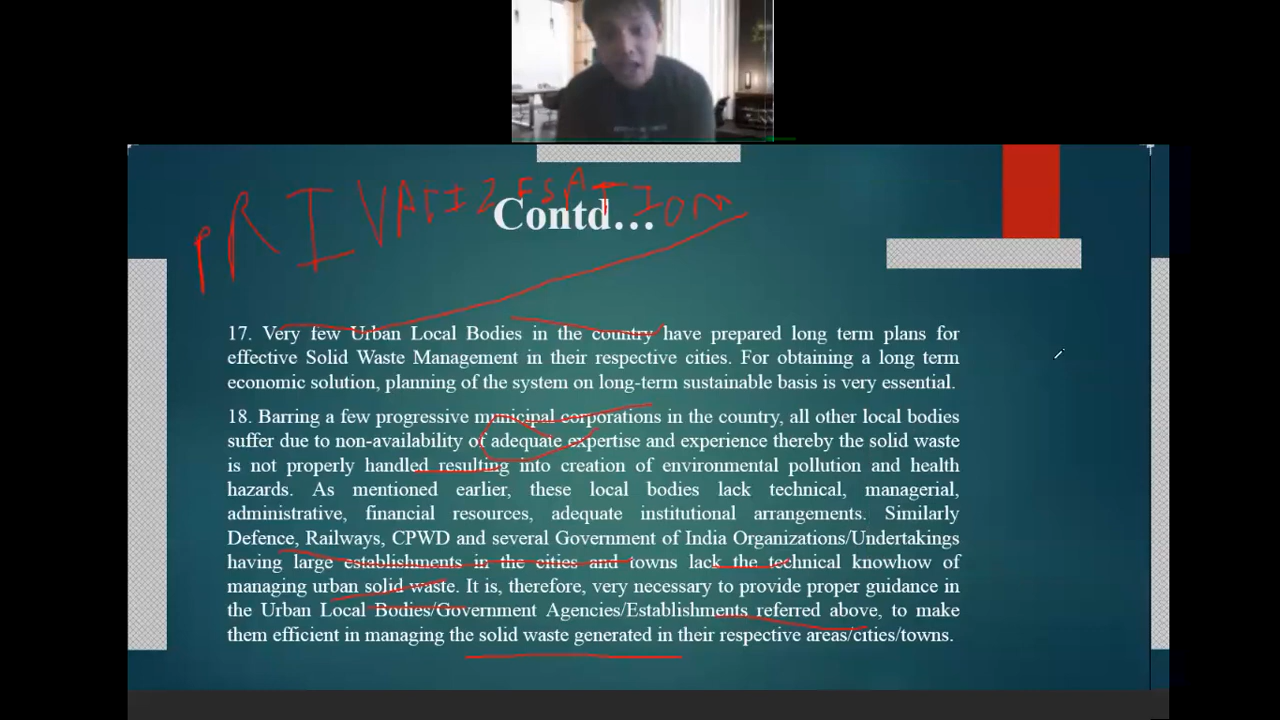 PRIVATIZESATION
Contd...
17. Very few Urban Local Bodies in the country have prepared long term plans for
effective Solid Waste Management in their respective cities. For obtaining a long term
economic solution, planning of the system on long-term sustainable basis is very essential.
18. Barring a few progressive municipal corporations in the country, all other local bodies
suffer due to non-availability of adequate expertise and experience thereby the solid waste
is not properly handled resulting into creation of environmental pollution and health
hazards. As mentioned earlier, these local bodies lack technical, managerial,
administrative, financial resources, adequate institutional arrangements. Similarly
Defence, Railways, CPWD and several Government of India Organizations/Undertakings
having large establishments in the cities and towns lack the technical knowhow of
managing urban solid waste. It is, therefore, very necessary to provide proper guidance in
the Urban Local Bodies/Government Agencies/Establishments referred above, to make
them efficient in managing the solid waste generated in their respective areas/cities/towns.